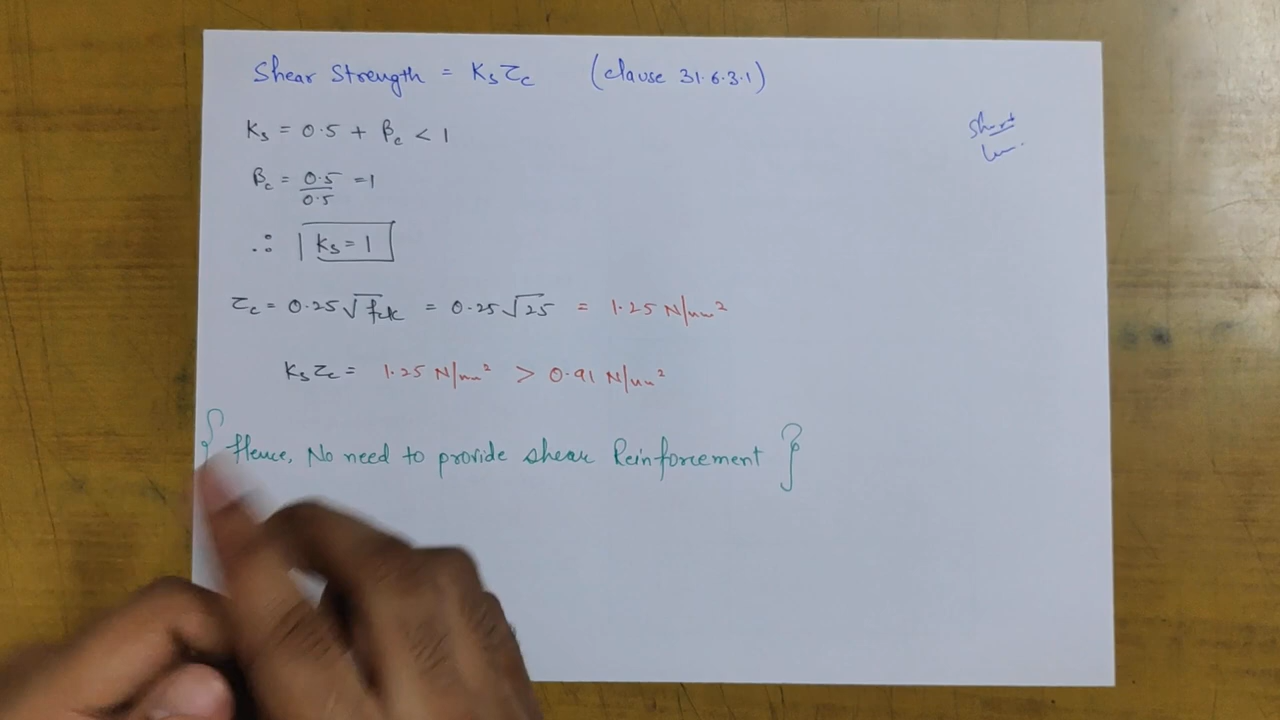 Shear Strength = Ks τc (clause 31.6.3.1)
Ks = 0.5 + βc < 1
βc = 0.5/0.5 = 1
∴ Ks = 1
τc = 0.25√fck = 0.25√25 = 1.25 N/mm²
Ks τc = 1.25 N/mm² > 0.91 N/mm²
{ Hence, No need to provide shear Reinforcement }